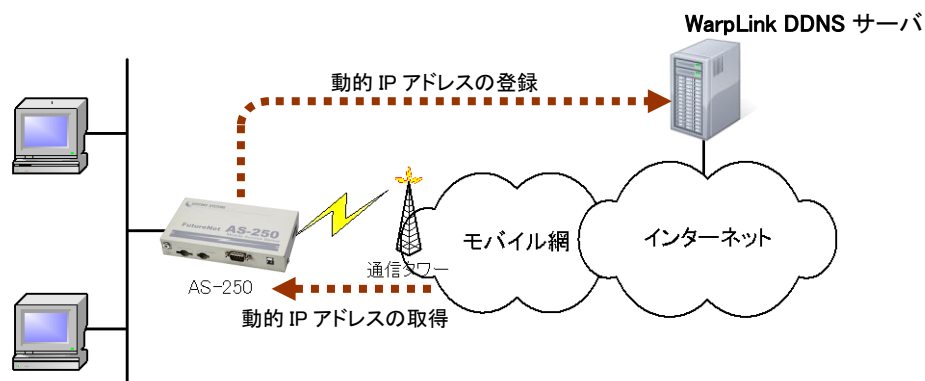 WarpLink DDNS サーバ
動的 IP アドレスの登録
FutureNet AS-250
モバイル網
インターネット
通信タワー
AS-250
動的 IP アドレスの取得